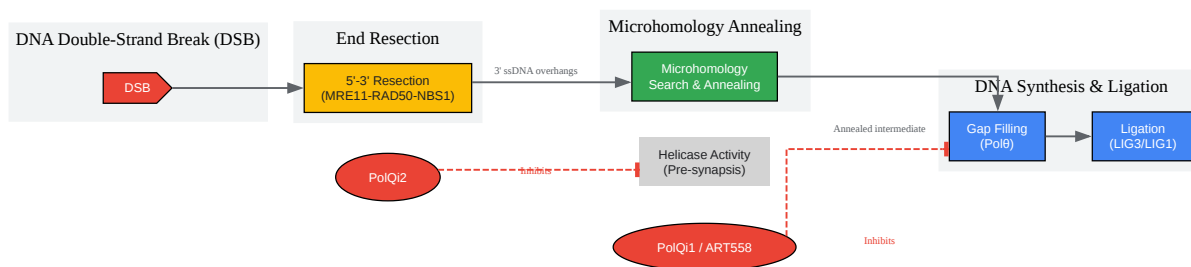 DNA Double-Strand Break (DSB)
DSB
End Resection
5'-3' Resection
(MRE11-RAD50-NBS1)
3' ssDNA overhangs
Microhomology Annealing
Microhomology
Search & Annealing
DNA Synthesis & Ligation
Annealed intermediate
Gap Filling
(Polθ)
Ligation
(LIG3/LIG1)
PolQi2
Inhibits
Helicase Activity
(Pre-synapsis)
PolQi1 / ART558
Inhibits